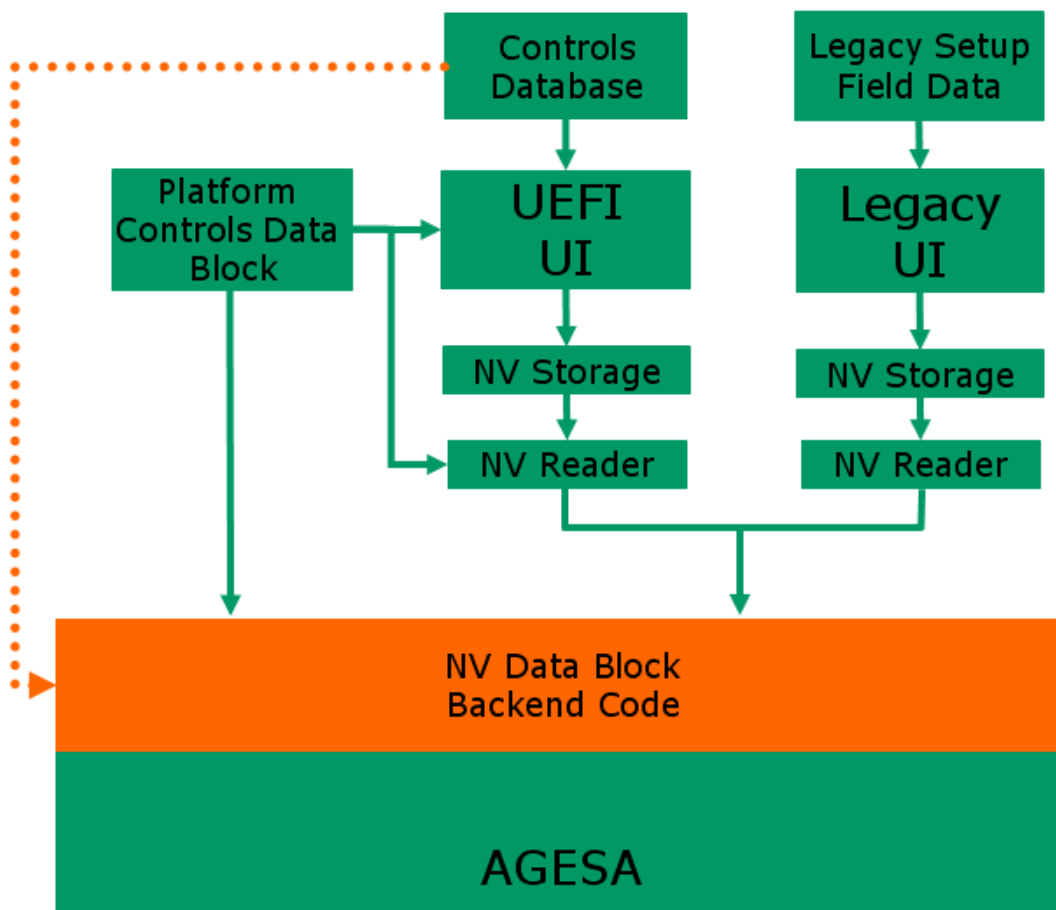 Controls
Database
Legacy Setup
Field Data
Platform
Controls Data
Block
UEFI
UI
Legacy
UI
NV Storage
NV Storage
NV Reader
NV Reader
NV Data Block
Backend Code
AGESA